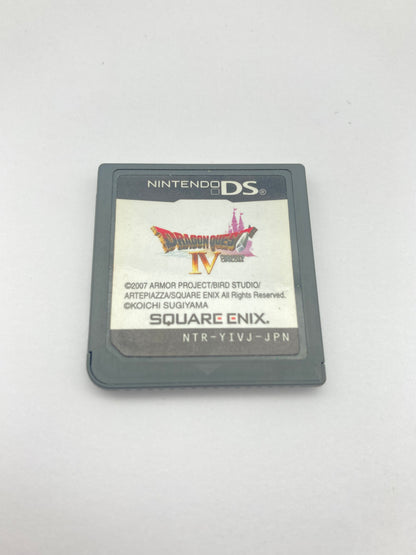 NINTENDO DS®
DRAGON QUEST
IV
©2007 ARMOR PROJECT/BIRD STUDIO/
ARTEPIAZZA/SQUARE ENIX All Rights Reserved.
©KOICHI SUGIYAMA
SQUARE ENIX.
NTR-YIVJ-JPN